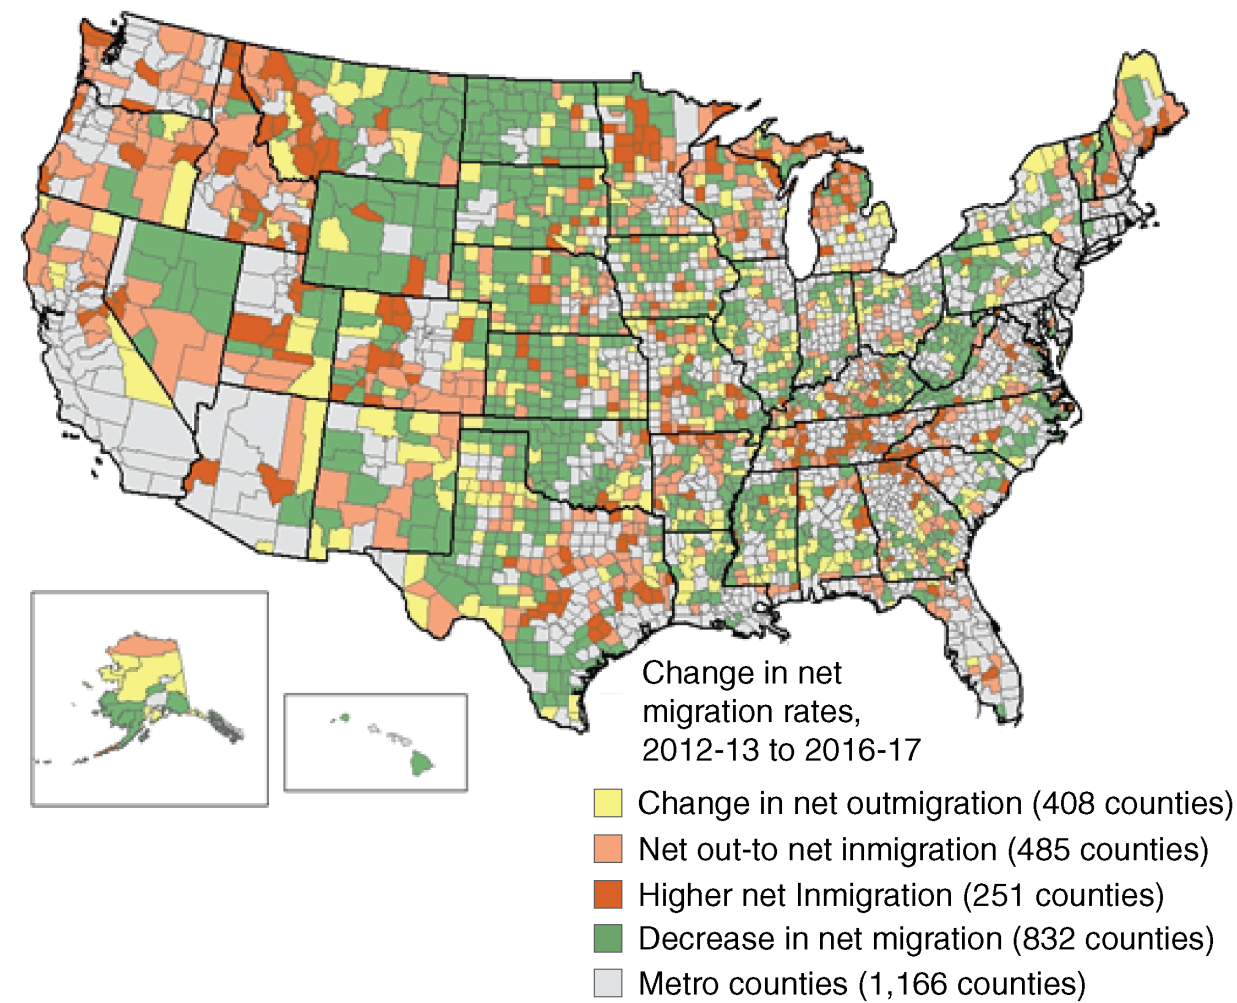 Change in net
migration rates,
2012-13 to 2016-17
Change in net outmigration (408 counties)
Net out-to net inmigration (485 counties)
Higher net Inmigration (251 counties)
Decrease in net migration (832 counties)
Metro counties (1,166 counties)